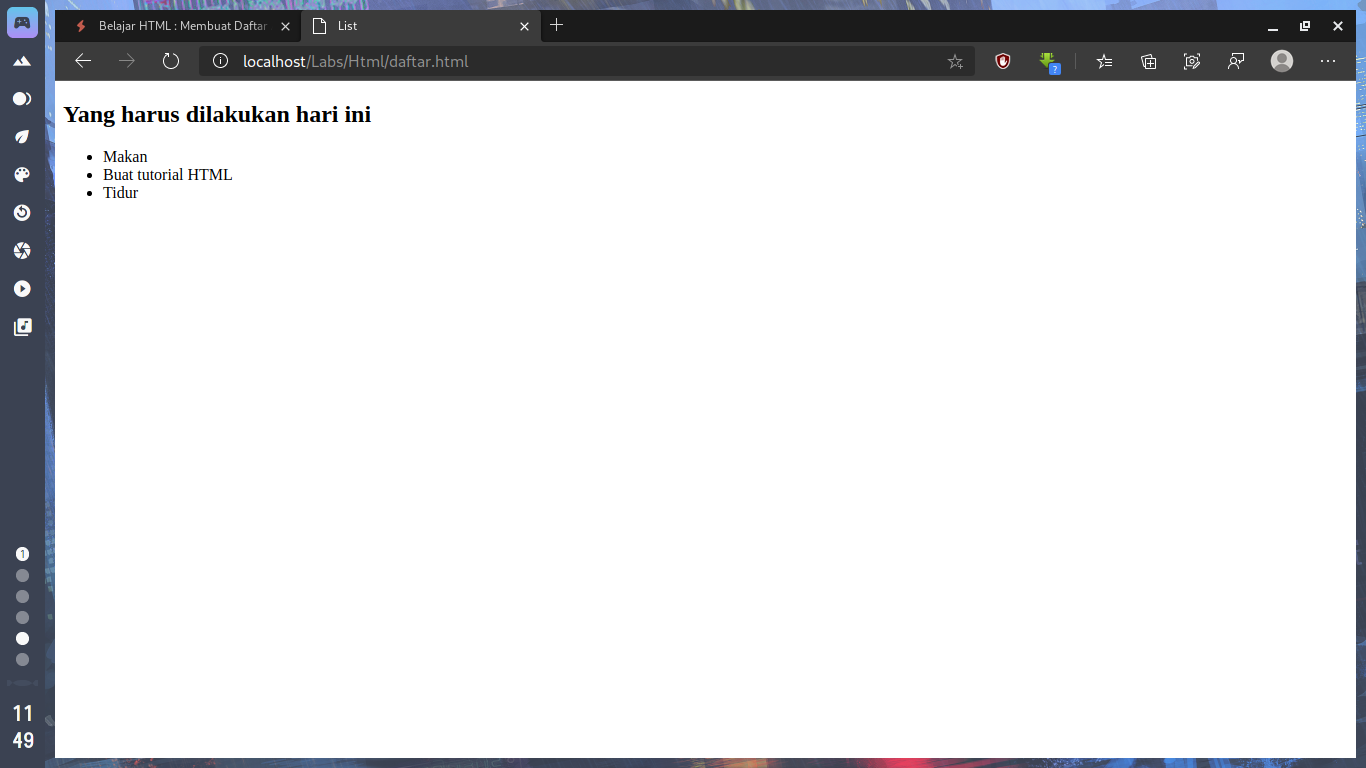 Belajar HTML : Membuat Daftar
List
localhost/Labs/Html/daftar.html
?
Yang harus dilakukan hari ini
Makan
Buat tutorial HTML
Tidur
1
11
49